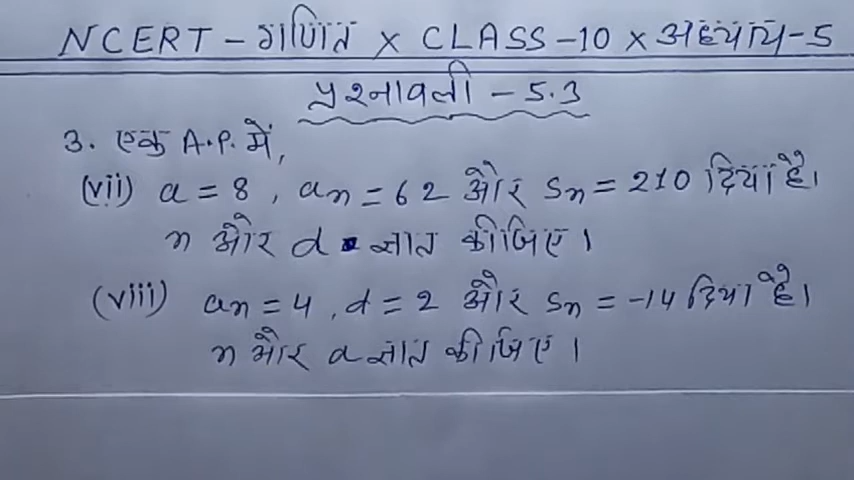 NCERT - गणित × CLASS-10 × अध्याय-5
प्रश्नावली - 5.3
3. एक A.P. में,
(vii) a = 8 , an = 62 और Sn = 210 दिया है।
n और d ज्ञात कीजिए।
(viii) an = 4 , d = 2 और Sn = -14 दिया है।
n और a ज्ञात कीजिए।